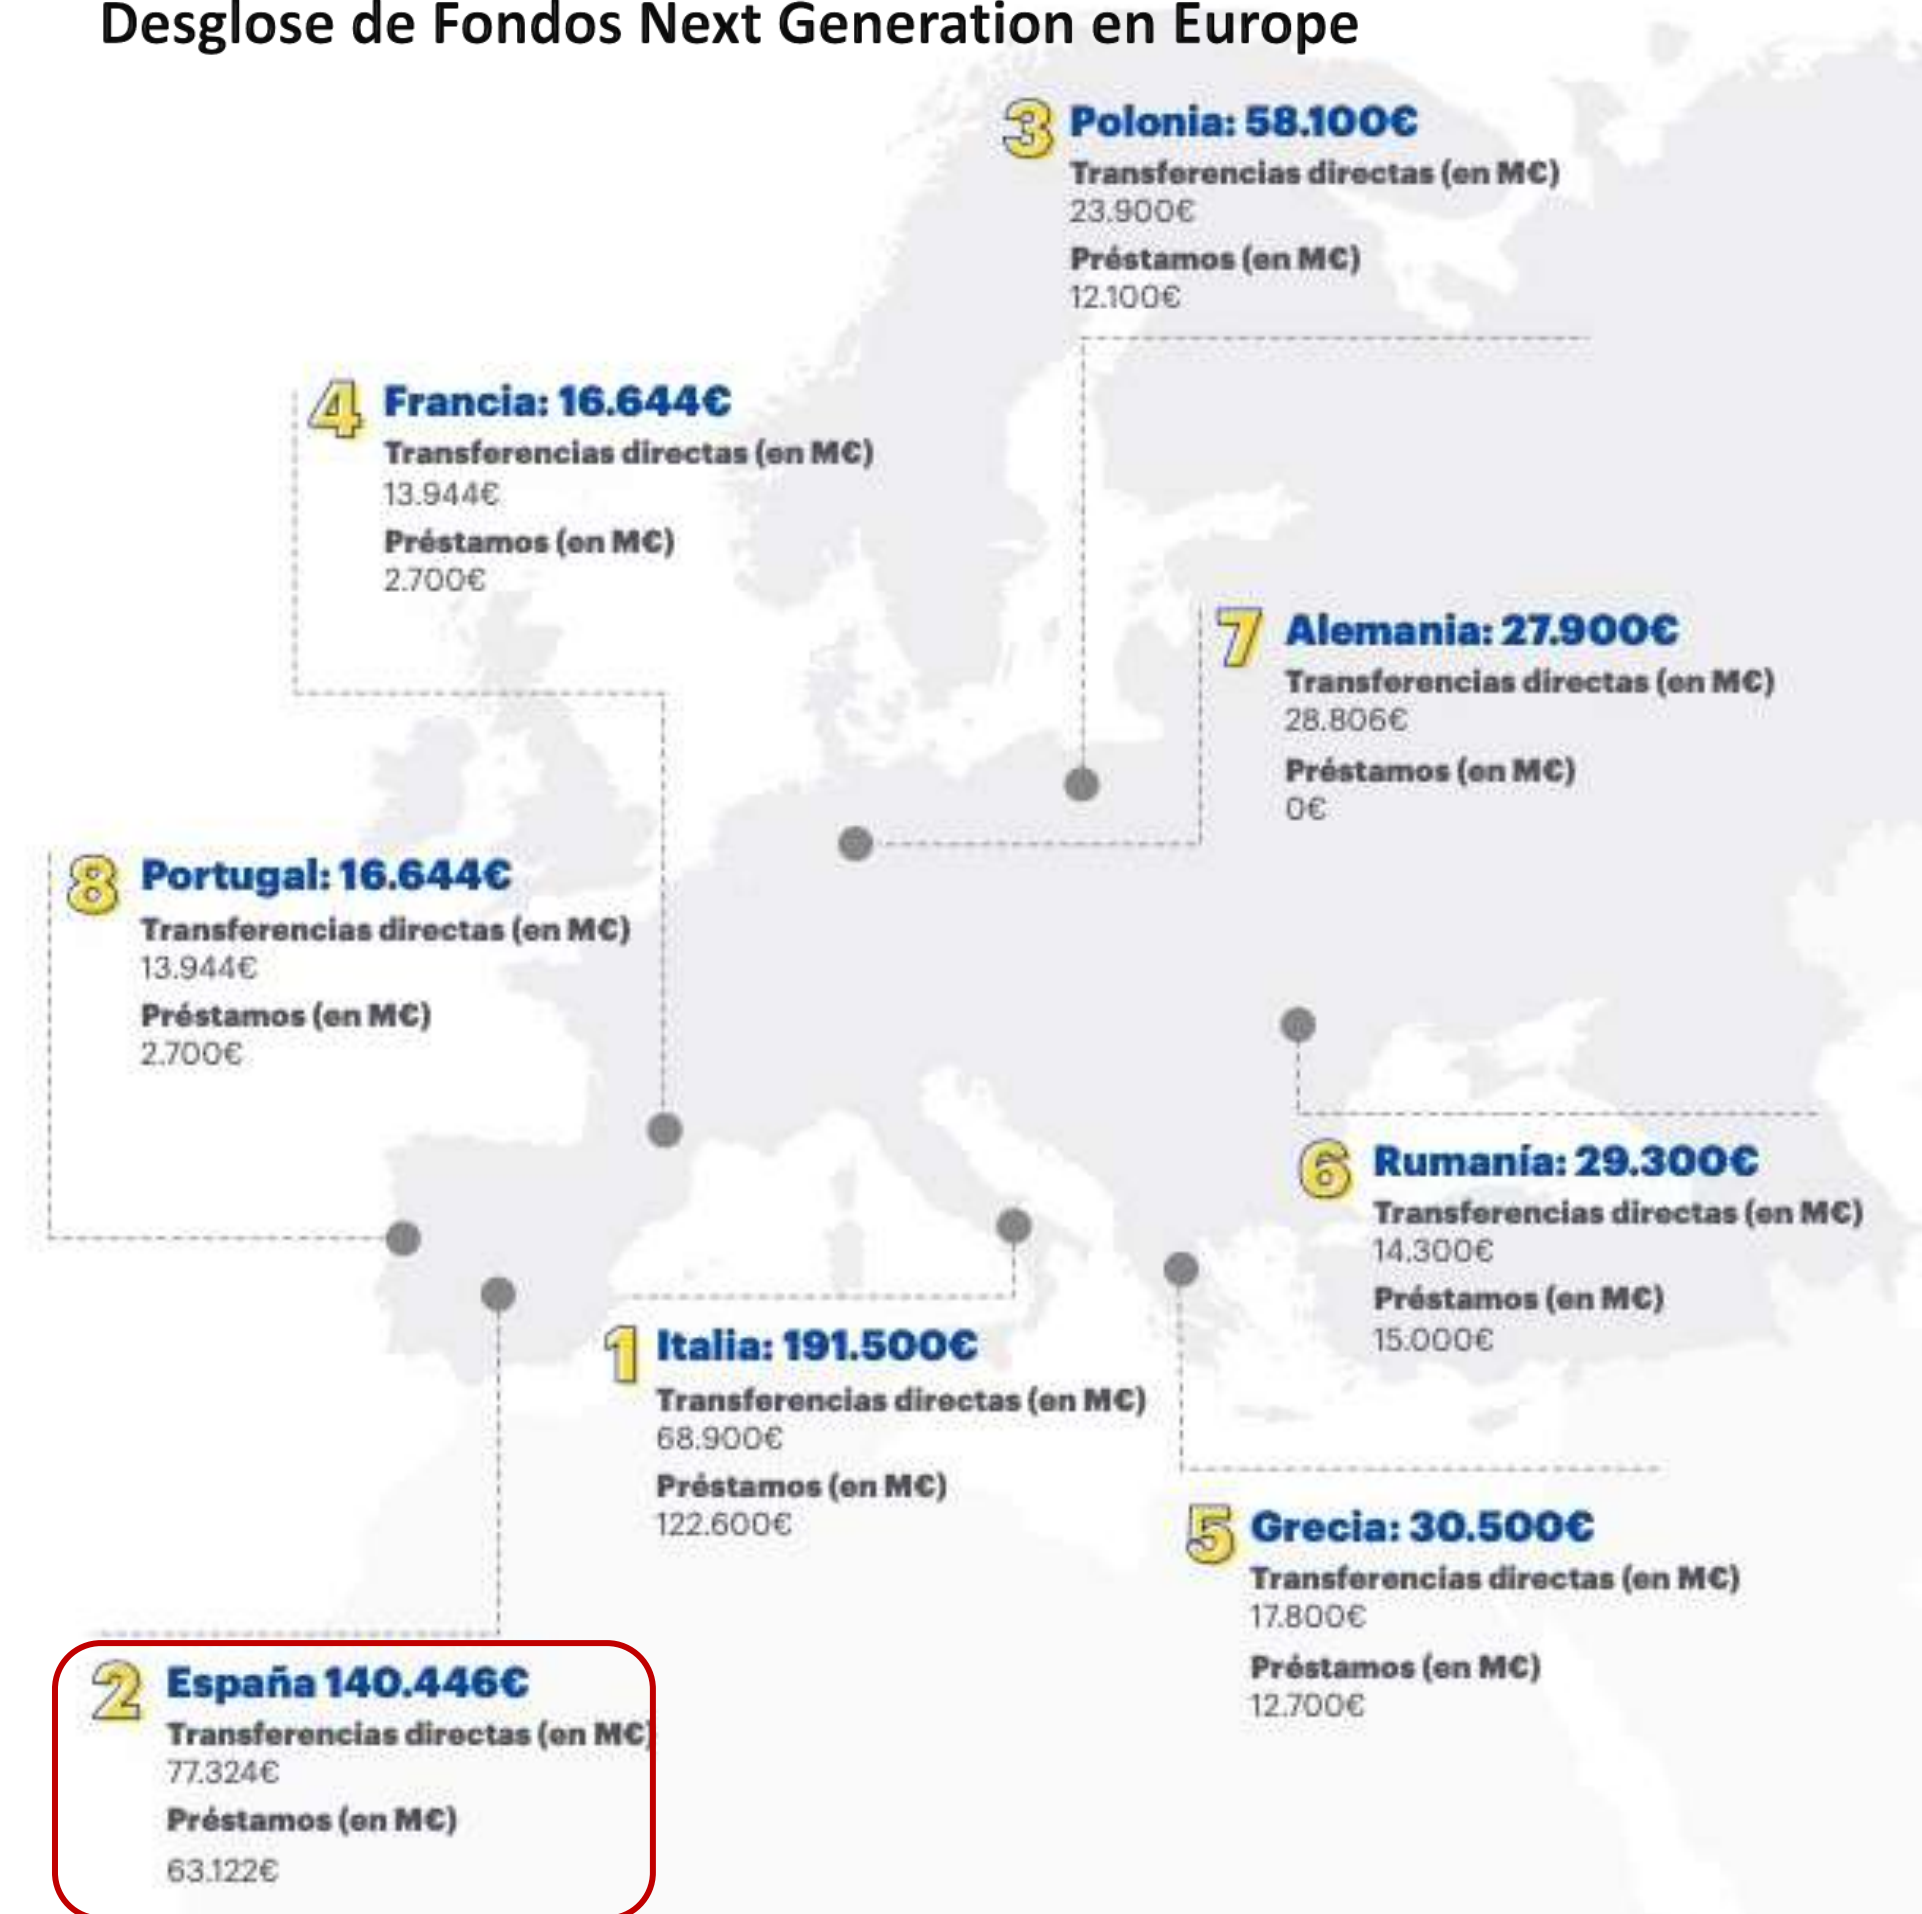 Desglose de Fondos Next Generation en Europe
3 Polonia: 58.100€
Transferencias directas (en M€)
23.900€
Préstamos (en M€)
12.100€
4 Francia: 16.644€
Transferencias directas (en M€)
13.944€
Préstamos (en M€)
2.700€
7 Alemania: 27.900€
Transferencias directas (en M€)
28.806€
Préstamos (en M€)
0€
8 Portugal: 16.644€
Transferencias directas (en M€)
13.944€
Préstamos (en M€)
2.700€
6 Rumanía: 29.300€
Transferencias directas (en M€)
14.300€
Préstamos (en M€)
15.000€
1 Italia: 191.500€
Transferencias directas (en M€)
68.900€
Préstamos (en M€)
122.600€
5 Grecia: 30.500€
Transferencias directas (en M€)
17.800€
Préstamos (en M€)
12.700€
2 España 140.446€
Transferencias directas (en M€)
77.324€
Préstamos (en M€)
63.122€